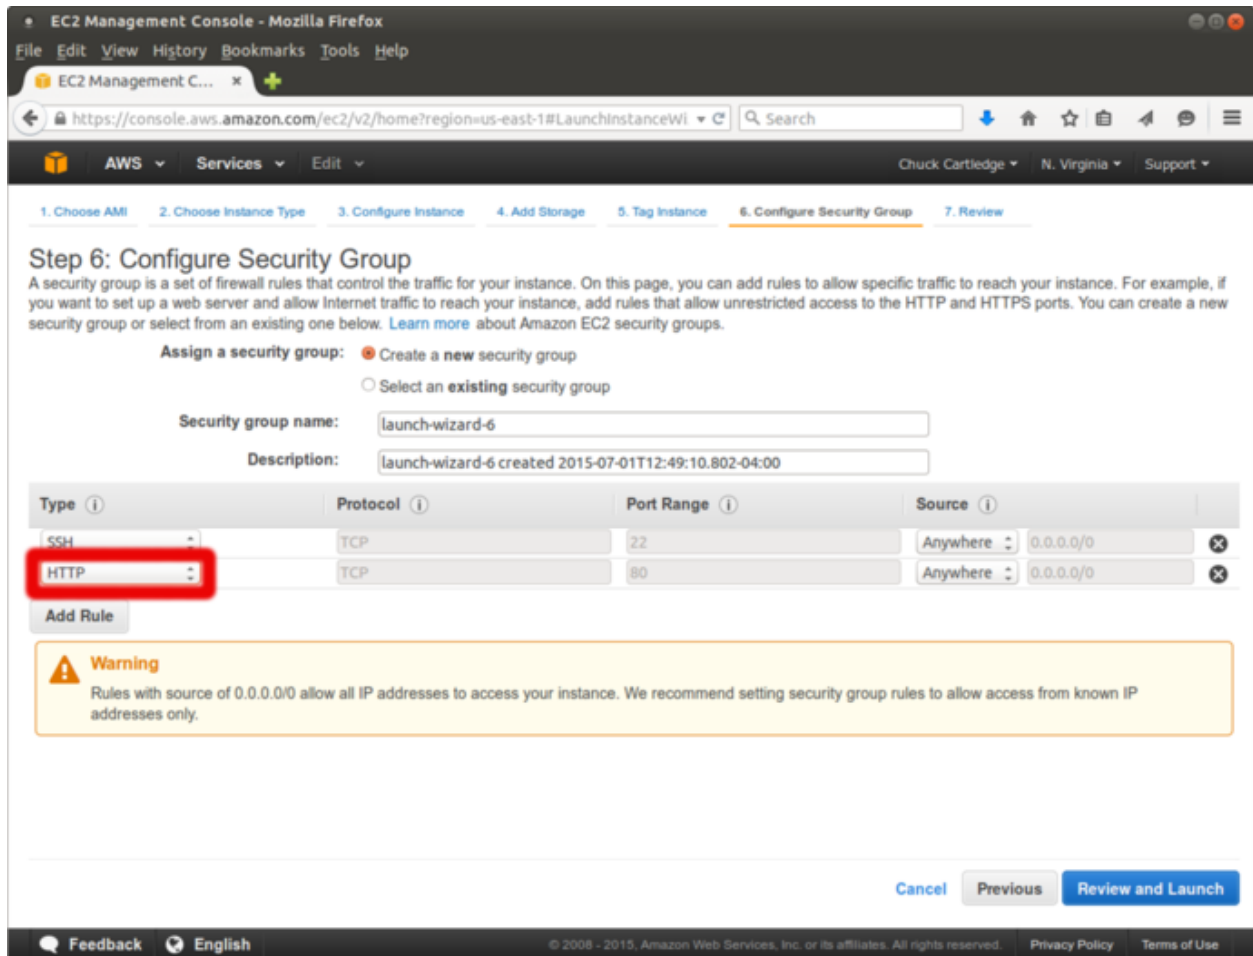 EC2 Management Console - Mozilla Firefox
File Edit View History Bookmarks Tools Help
EC2 Management C...
https://console.aws.amazon.com/ec2/v2/home?region=us-east-1#LaunchInstanceWi Search
AWS Services Edit Chuck Cartledge N. Virginia Support
1. Choose AMI 2. Choose Instance Type 3. Configure Instance 4. Add Storage 5. Tag Instance 6. Configure Security Group 7. Review
Step 6: Configure Security Group
A security group is a set of firewall rules that control the traffic for your instance. On this page, you can add rules to allow specific traffic to reach your instance. For example, if
you want to set up a web server and allow Internet traffic to reach your instance, add rules that allow unrestricted access to the HTTP and HTTPS ports. You can create a new
security group or select from an existing one below. Learn more about Amazon EC2 security groups.
Assign a security group: Create a new security group
Select an existing security group
Security group name: launch-wizard-6
Description: launch-wizard-6 created 2015-07-01T12:49:10.802-04:00
Type Protocol Port Range Source
SSH TCP 22 Anywhere 0.0.0.0/0
HTTP TCP 80 Anywhere 0.0.0.0/0
Add Rule
Warning
Rules with source of 0.0.0.0/0 allow all IP addresses to access your instance. We recommend setting security group rules to allow access from known IP
addresses only.
Cancel Previous Review and Launch
Feedback English © 2008 - 2015, Amazon Web Services, Inc. or its affiliates. All rights reserved. Privacy Policy Terms of Use